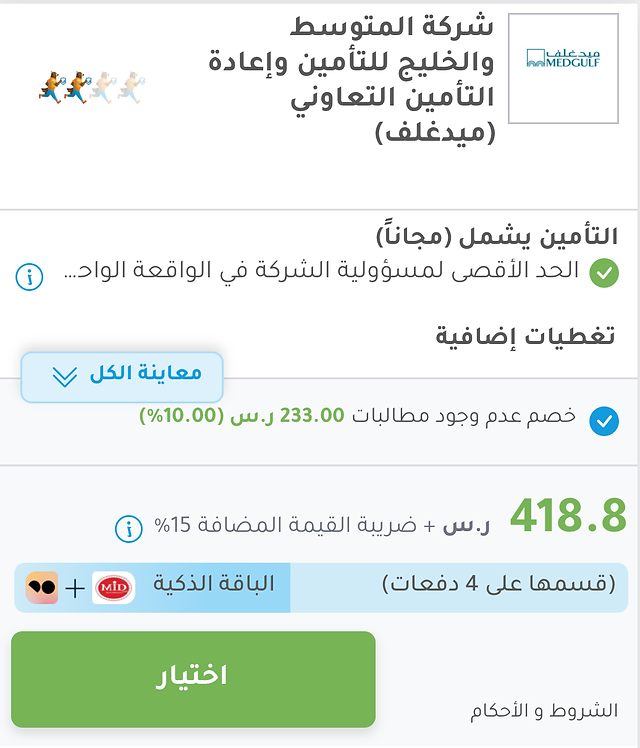 شركة المتوسط
والخليج للتأمين وإعادة
التأمين التعاوني
(ميدغلف)
ميدغلف
MEDGULF
التأمين يشمل (مجاناً)
الحد الأقصى لمسؤولية الشركة في الواقعة الواحـ...
تغطيات إضافية
معاينة الكل
خصم عدم وجود مطالبات 233.00 ر.س (10.00%)
418.8 ر.س + ضريبة القيمة المضافة 15%
(قسمها على 4 دفعات) الباقة الذكية MID +
اختيار
الشروط و الأحكام